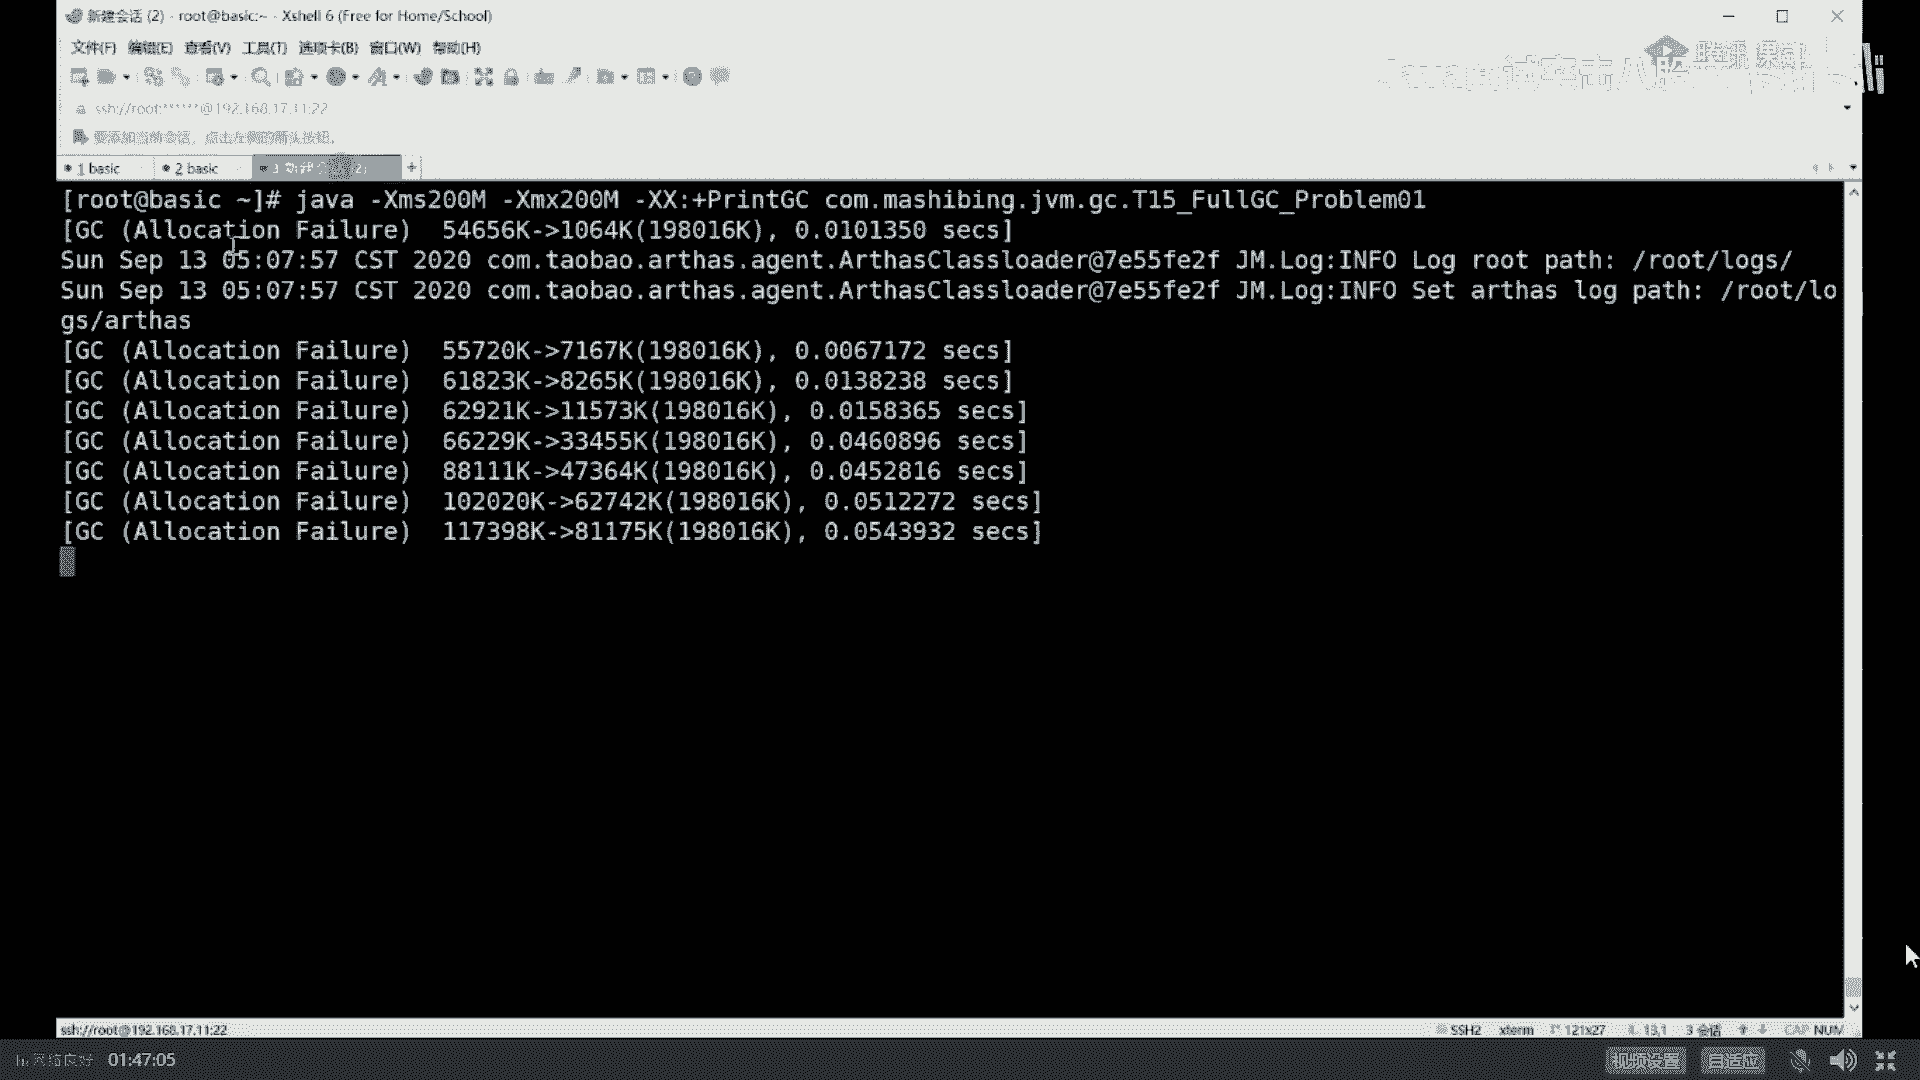 新建会话 (2) - root@basic:~ - Xshell 6 (Free for Home/School)
文件(F) 编辑(E) 查看(V) 工具(T) 选项卡(B) 窗口(W) 帮助(H)
ssh://root:******@192.168.17.11:22
要添加当前会话，点击左侧的箭头按钮。
1 basic 2 basic +
[root@basic ~]# java -Xms200M -Xmx200M -XX:+PrintGC com.mashibing.jvm.gc.T15_FullGC_Problem01
[GC (Allocation Failure)  54656K->1064K(198016K), 0.0101350 secs]
Sun Sep 13 05:07:57 CST 2020 com.taobao.arthas.agent.ArthasClassloader@7e55fe2f JM.Log:INFO Log root path: /root/logs/
Sun Sep 13 05:07:57 CST 2020 com.taobao.arthas.agent.ArthasClassloader@7e55fe2f JM.Log:INFO Set arthas log path: /root/lo
gs/arthas
[GC (Allocation Failure)  55720K->7167K(198016K), 0.0067172 secs]
[GC (Allocation Failure)  61823K->8265K(198016K), 0.0138238 secs]
[GC (Allocation Failure)  62921K->11573K(198016K), 0.0158365 secs]
[GC (Allocation Failure)  66229K->33455K(198016K), 0.0460896 secs]
[GC (Allocation Failure)  88111K->47364K(198016K), 0.0452816 secs]
[GC (Allocation Failure)  102020K->62742K(198016K), 0.0512272 secs]
[GC (Allocation Failure)  117398K->81175K(198016K), 0.0543932 secs]
ssh://root@192.168.17.11:22 SSH2 xterm 121x27 13,1 3 会话 CAP NUM
网络良好 01:47:05 视频设置 自适应